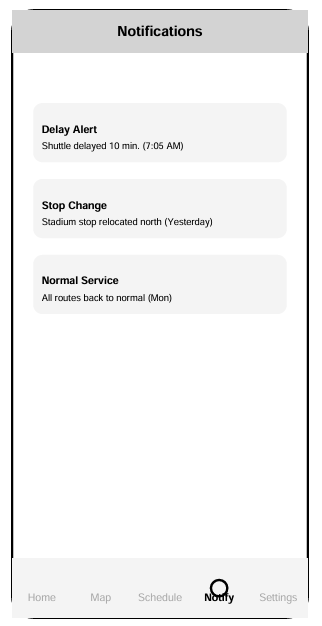 Notifications
Delay Alert
Shuttle delayed 10 min. (7:05 AM)
Stop Change
Stadium stop relocated north (Yesterday)
Normal Service
All routes back to normal (Mon)
Home Map Schedule Notify Settings